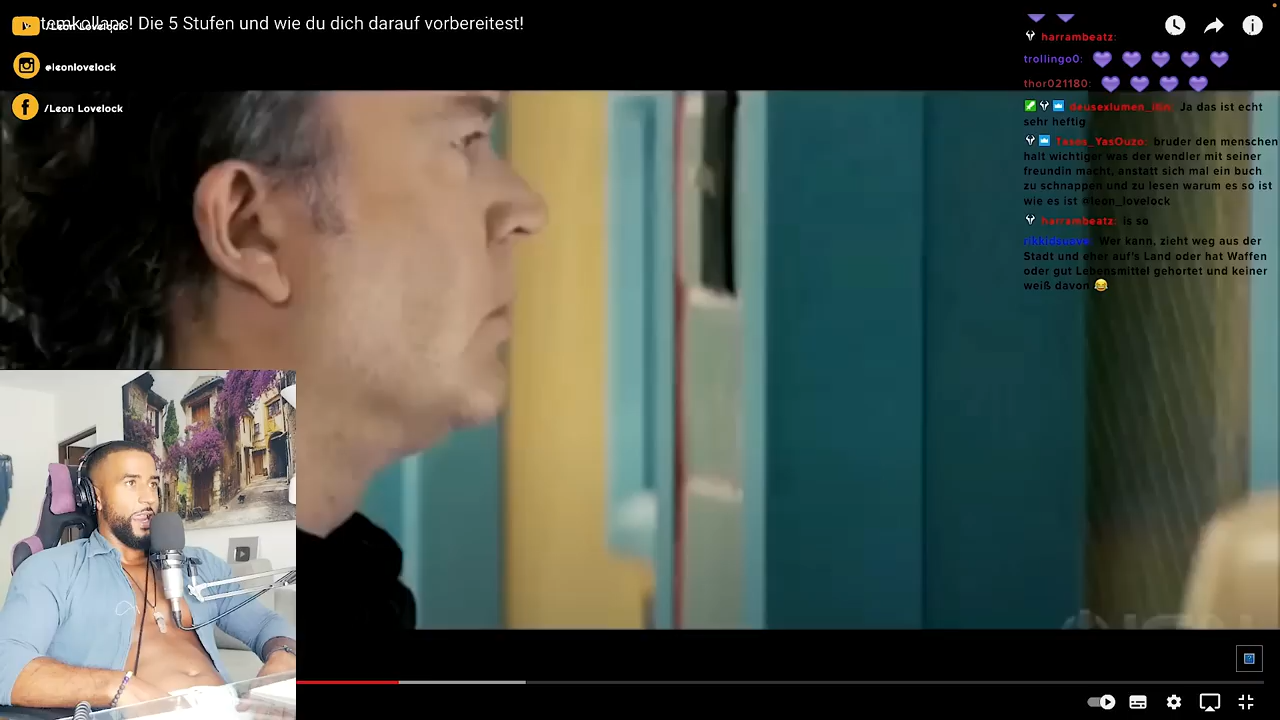 temkollaps! Die 5 Stufen und wie du dich darauf vorbereitest!
/Leon Lovelock
@leonlovelock
/Leon Lovelock
harrambeatz:
trollingo0:
thor021180:
Ja das ist echt
sehr heftig
Tasos_YasOuzo: bruder den menschen
halt wichtiger was der wendler mit seiner
freundin macht, anstatt sich mal ein buch
zu schnappen und zu lesen warum es so ist
wie es ist @leon_lovelock
harrambeatz: is so
rikkidsuave: Wer kann, zieht weg aus der
Stadt und eher auf's Land oder hat Waffen
oder gut Lebensmittel gehortet und keiner
weiß davon 😂